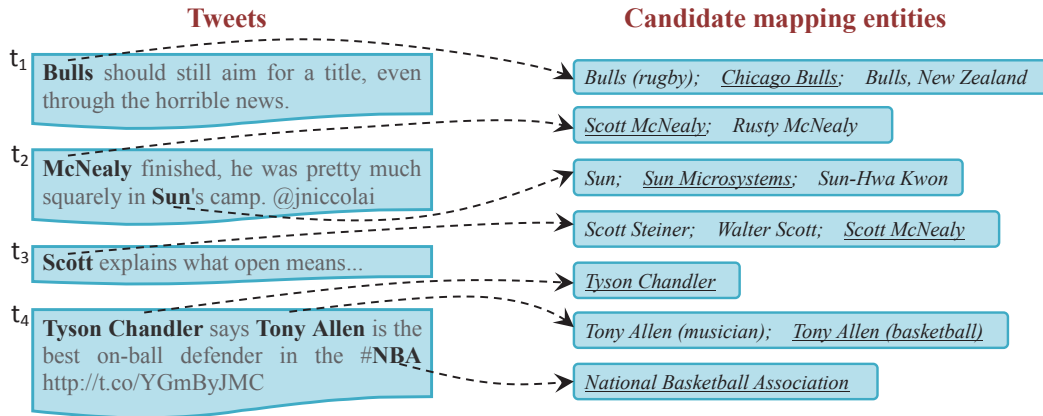 Tweets
Candidate mapping entities
t1
Bulls should still aim for a title, even
through the horrible news.
Bulls (rugby); Chicago Bulls; Bulls, New Zealand
t2
McNealy finished, he was pretty much
squarely in Sun's camp. @jniccolai
Scott McNealy; Rusty McNealy
Sun; Sun Microsystems; Sun-Hwa Kwon
t3
Scott explains what open means...
Scott Steiner; Walter Scott; Scott McNealy
t4
Tyson Chandler says Tony Allen is the
best on-ball defender in the #NBA
http://t.co/YGmByJMC
Tyson Chandler
Tony Allen (musician); Tony Allen (basketball)
National Basketball Association